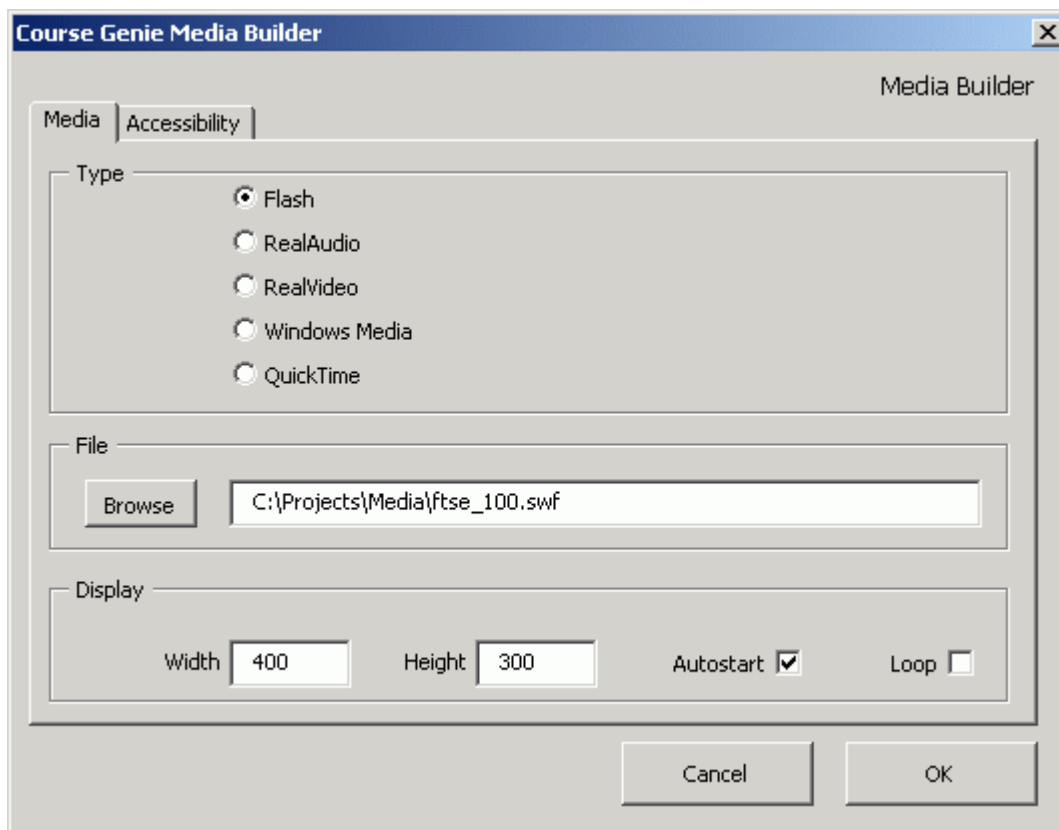 Course Genie Media Builder
Media Builder
Media Accessibility
Type
Flash
RealAudio
RealVideo
Windows Media
QuickTime
File
Browse C:\Projects\Media\ftse_100.swf
Display
Width 400 Height 300 Autostart Loop
Cancel OK